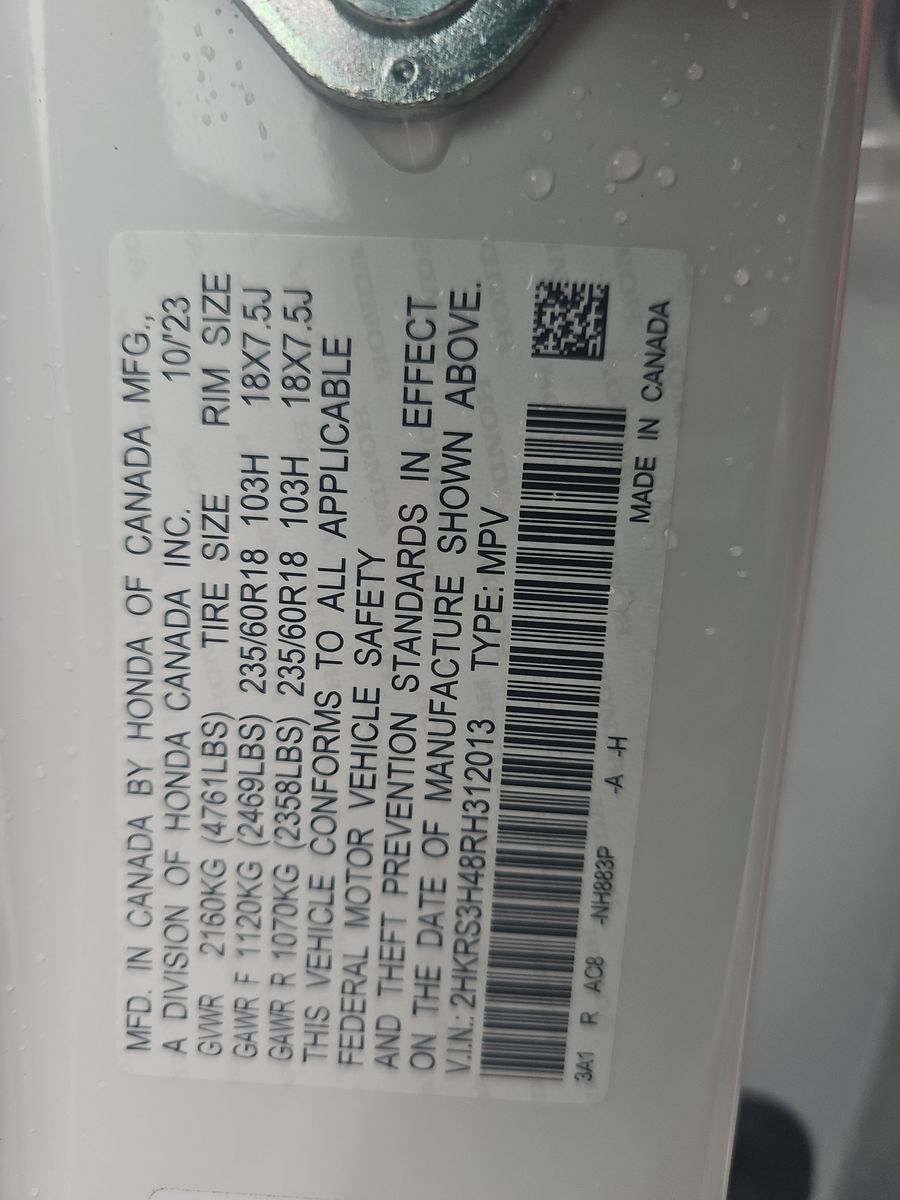 MFD. IN CANADA BY HONDA OF CANADA MFG.,
A DIVISION OF HONDA CANADA INC. 10/'23
GVWR 2160KG (4761LBS) TIRE SIZE RIM SIZE
GAWR F 1120KG (2469LBS) 235/60R18 103H 18X7.5J
GAWR R 1070KG (2358LBS) 235/60R18 103H 18X7.5J
THIS VEHICLE CONFORMS TO ALL APPLICABLE
FEDERAL MOTOR VEHICLE SAFETY
AND THEFT PREVENTION STANDARDS IN EFFECT
ON THE DATE OF MANUFACTURE SHOWN ABOVE.
V.I.N.: 2HKRS3H48RH312013 TYPE: MPV
3A1 R AC8 -NH883P -A -H
MADE IN CANADA